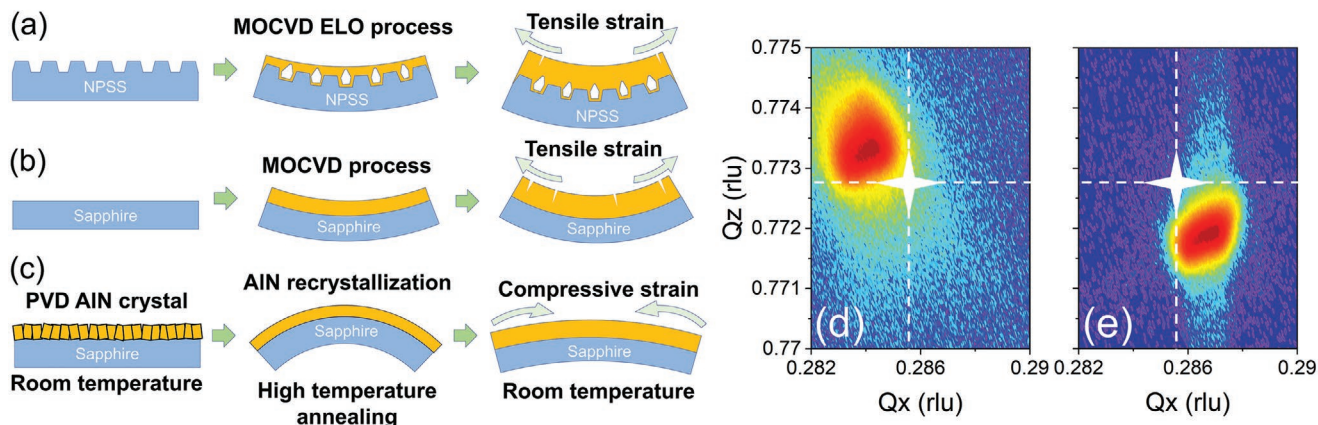 (a)
MOCVD ELO process
Tensile strain
NPSS
NPSS
NPSS
(b)
MOCVD process
Tensile strain
Sapphire
Sapphire
Sapphire
(c)
PVD AlN crystal
AlN recrystallization
Compressive strain
Sapphire
Sapphire
Sapphire
Room temperature
High temperature
annealing
Room temperature
Qz (rlu)
0.775
0.774
0.773
0.772
0.771
0.77
(d)
0.282
0.286
0.29
Qx (rlu)
(e)
0.282
0.286
0.29
Qx (rlu)